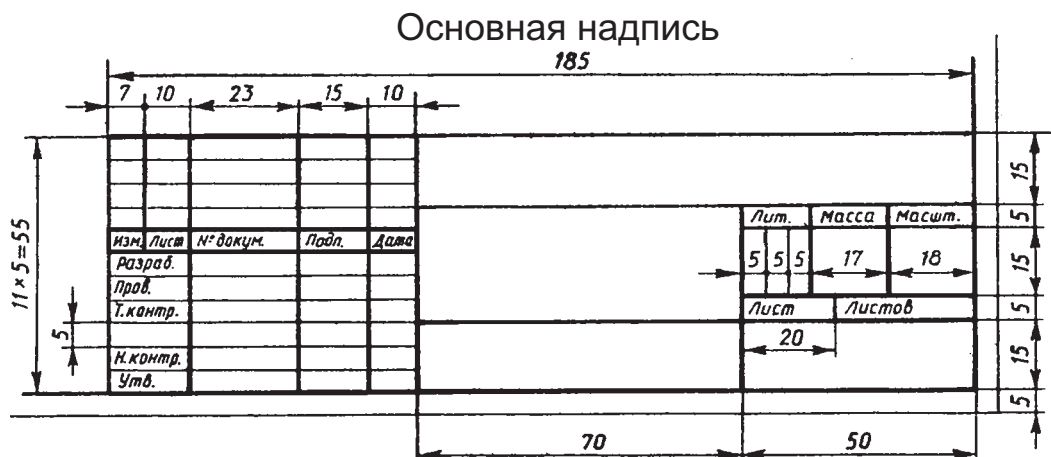 Основная надпись
185
7 10 23 15 10
15
Лит. Масса Масшт. 5
Изм. Лист № докум. Подп. Дата
11 × 5 = 55
Разраб. 5 5 5 17 18 15
Пров.
Т.контр. Лист Листов 5
5 20
Н.контр. 15
Утв.
5
70 50